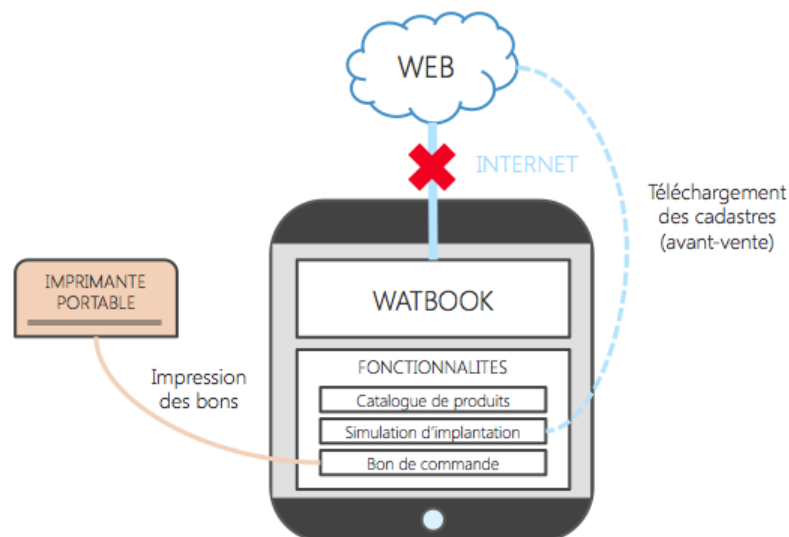 WEB
INTERNET
Téléchargement
des cadastres
(avant-vente)
IMPRIMANTE
PORTABLE
WATBOOK
Impression
des bons
FONCTIONNALITES
Catalogue de produits
Simulation d'implantation
Bon de commande